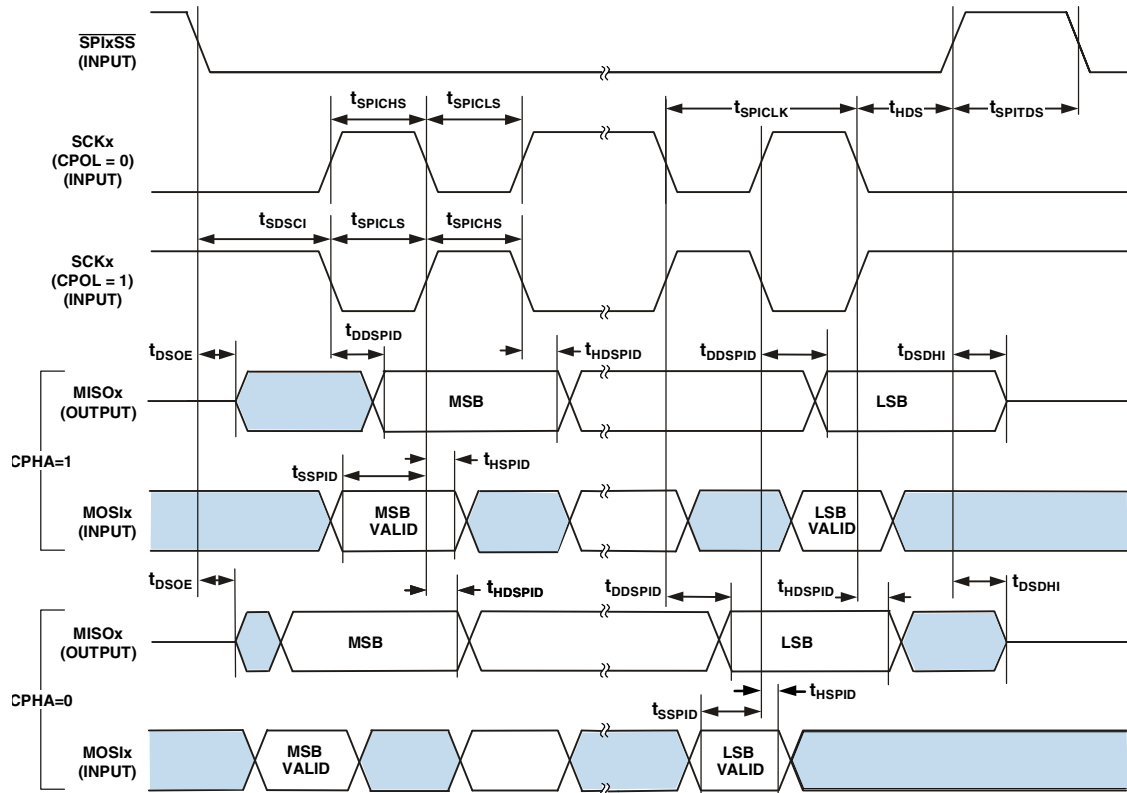 SPIxSS
(INPUT)
tSPICHS tSPICLS tSPICLK tHDS tSPITDS
SCKx
(CPOL = 0)
(INPUT)
tSDSCI tSPICLS tSPICHS
SCKx
(CPOL = 1)
(INPUT)
tDSOE tDDSPID tHDSPID tDDSPID tDSDHI
MISOx
(OUTPUT)
MSB LSB
CPHA=1
tSSPID tHSPID
MOSIx
(INPUT)
MSB
VALID
LSB
VALID
tDSOE tHDSPID tDDSPID tHDSPID tDSDHI
MISOx
(OUTPUT)
MSB LSB
CPHA=0
tSSPID tHSPID
MOSIx
(INPUT)
MSB
VALID
LSB
VALID